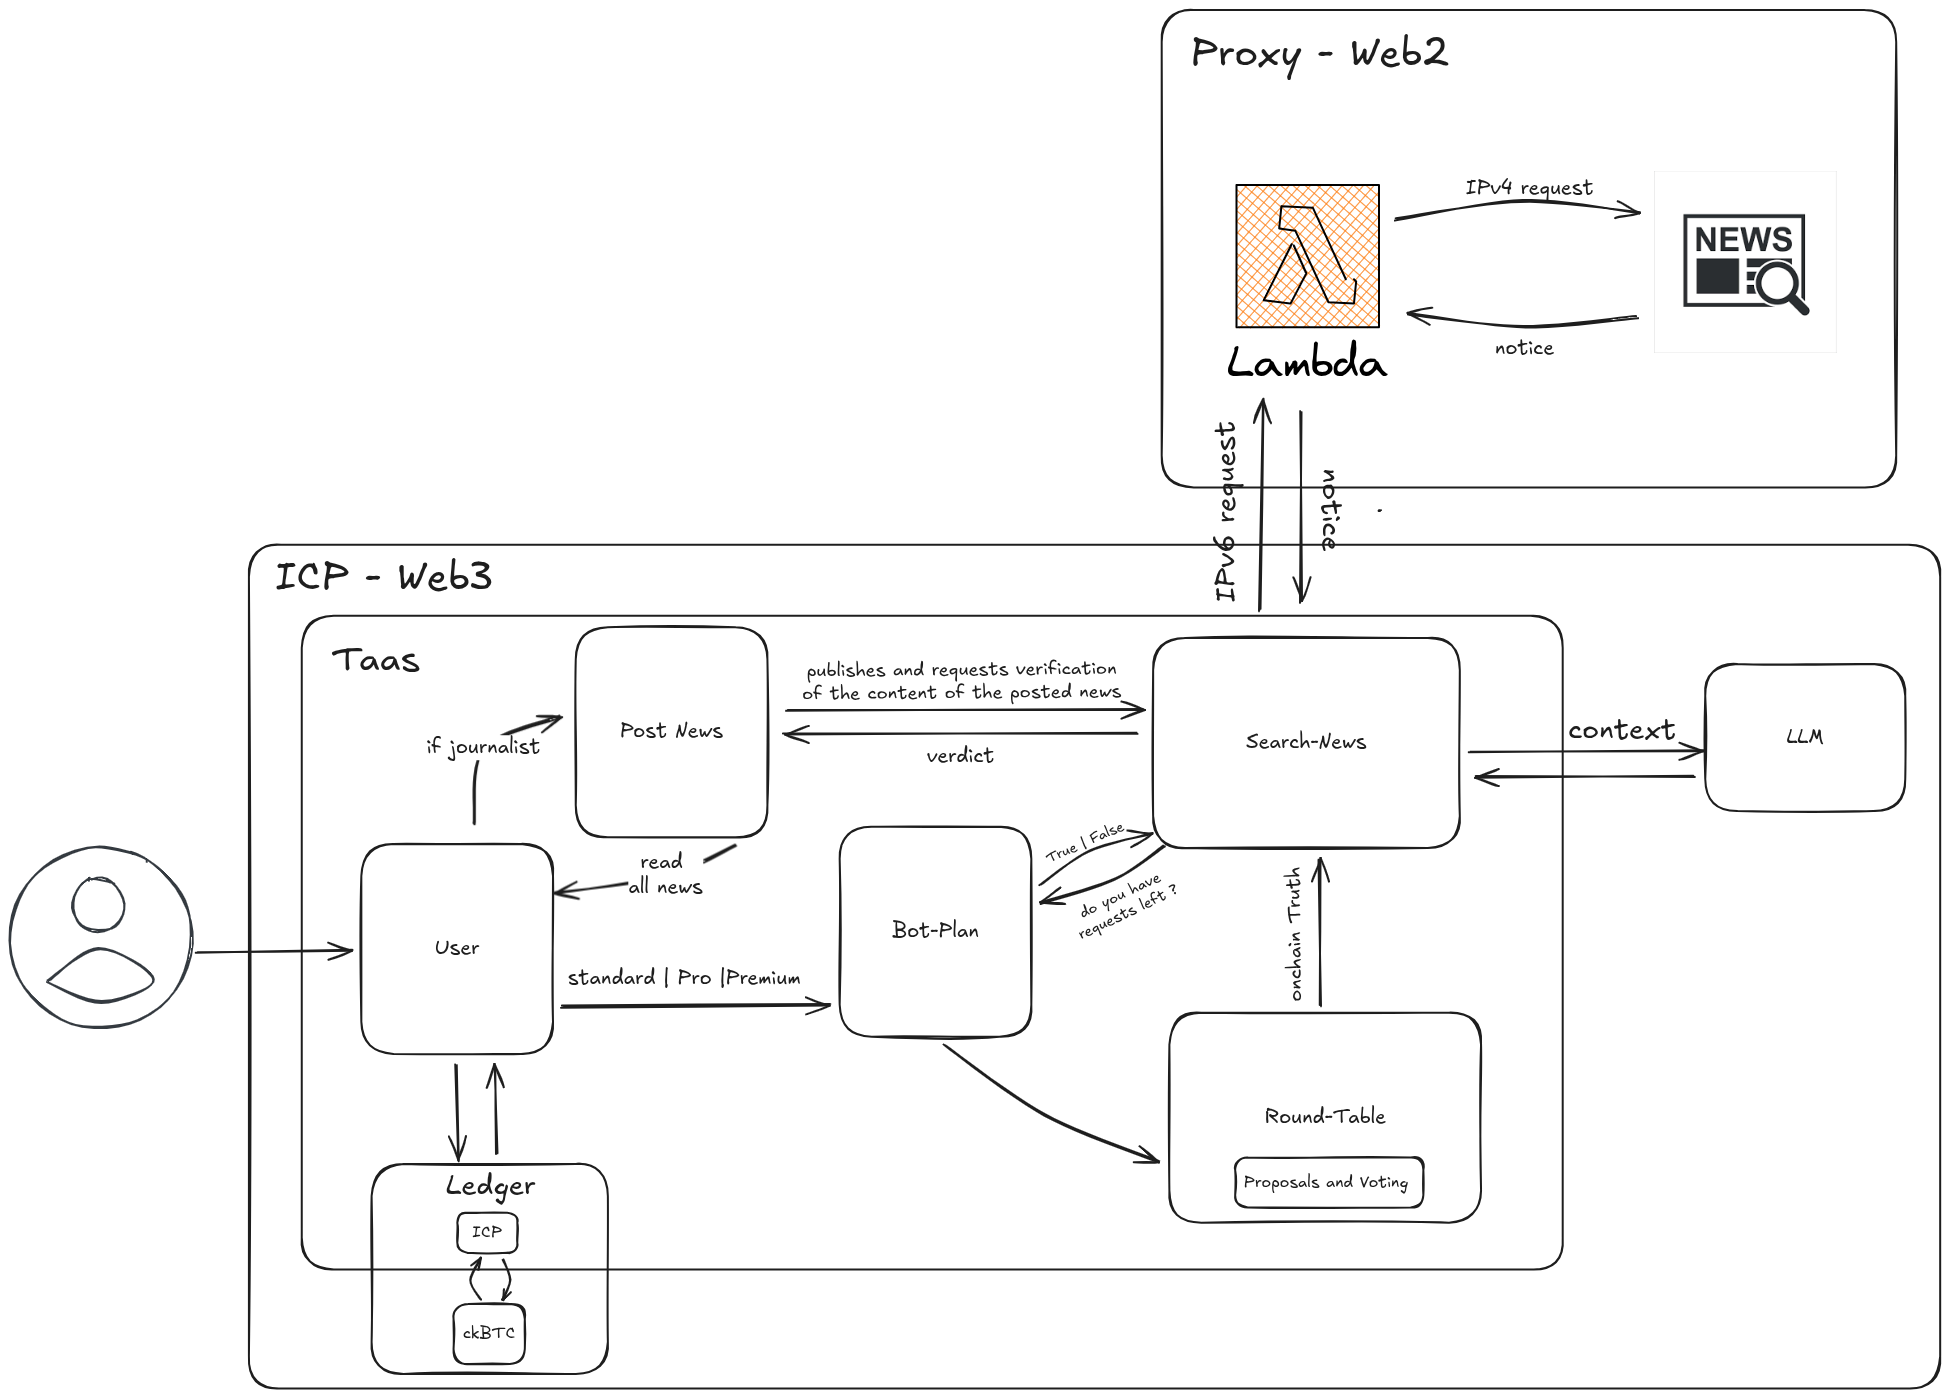 Proxy - Web2
IPv4 request
NEWS
notice
Lambda
IPv6 request
notice
ICP - Web3
Taas
publishes and requests verification
of the content of the posted news
Post News
verdict
Search-News
context
LLM
if journalist
read
all news
True | False
do you have
requests left ?
User
Bot-Plan
standard | Pro |Premium
onchain Truth
Round-Table
Proposals and Voting
Ledger
ICP
ckBTC